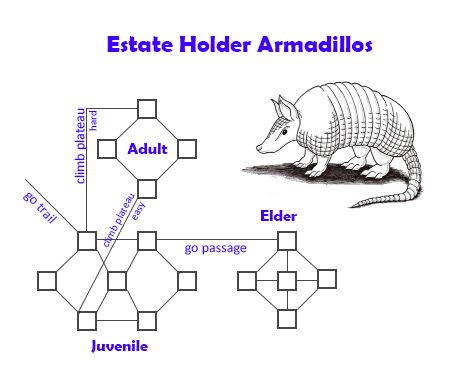 Estate Holder Armadillos
climb plateau
hard
Adult
go trail
climb plateau
easy
Elder
go passage
Juvenile